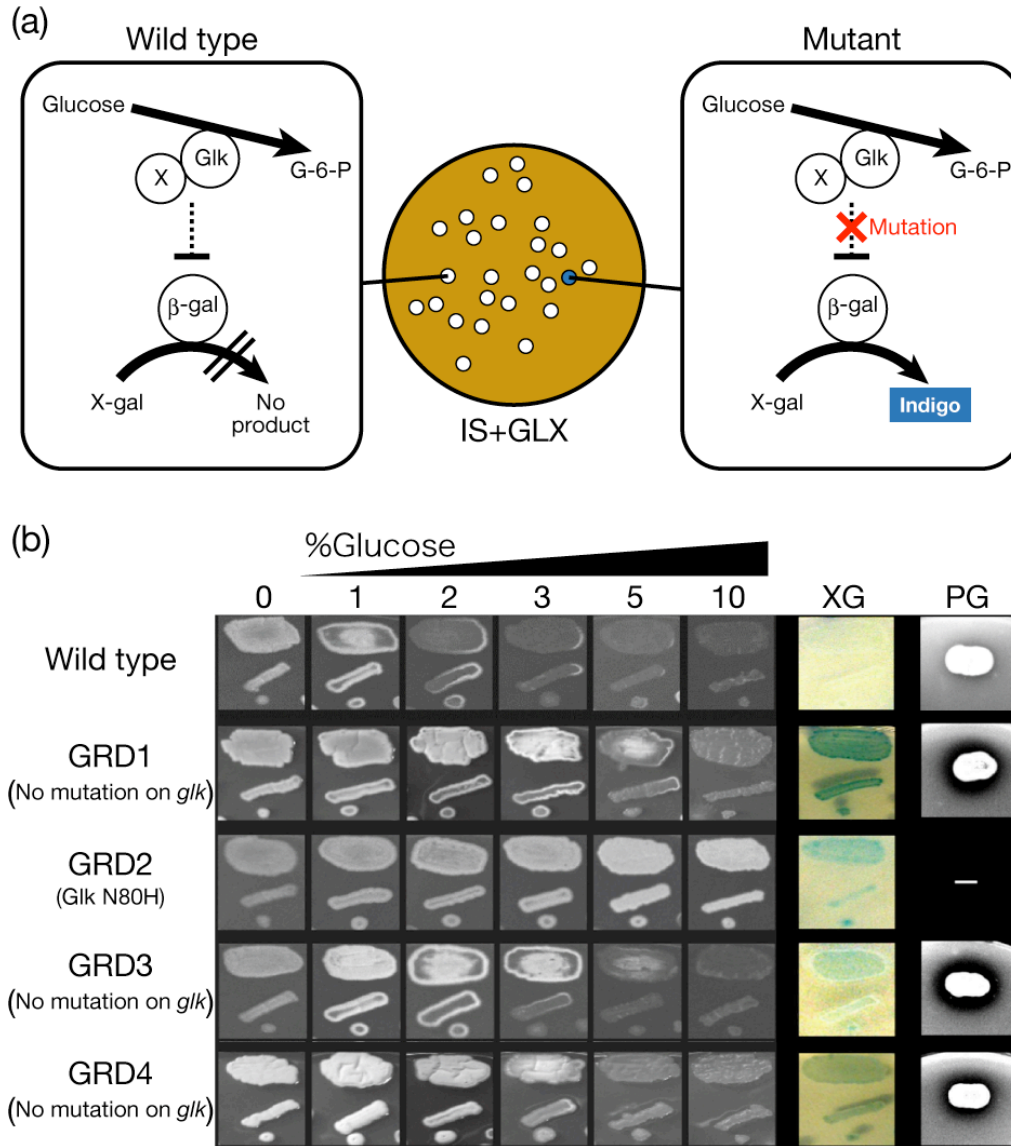 (a)
Wild type
Mutant
Glucose
Glk
X
G-6-P
β-gal
X-gal
No
product
IS+GLX
Glucose
Glk
X
G-6-P
Mutation
β-gal
X-gal
Indigo
(b)
%Glucose
0 1 2 3 5 10 XG PG
Wild type
GRD1
(No mutation on glk)
GRD2
(Glk N80H)
–
GRD3
(No mutation on glk)
GRD4
(No mutation on glk)